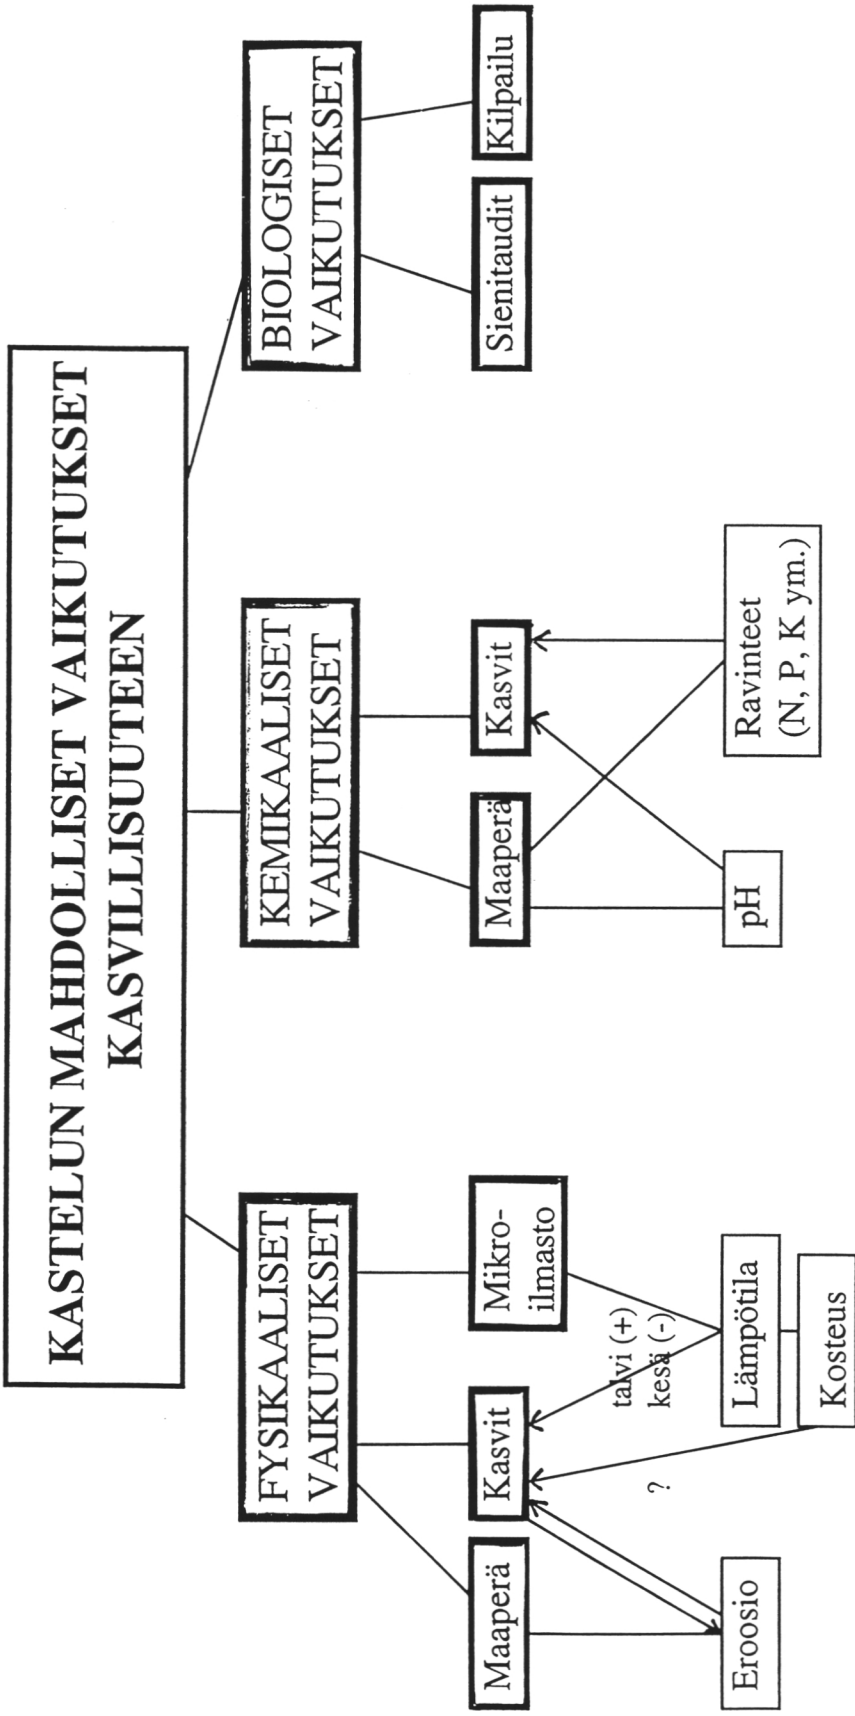 KASTELUN MAHDOLLISET VAIKUTUKSET
KASVILLISUUTEEN
FYSIKAALISET
VAIKUTUKSET
KEMIKAALISET
VAIKUTUKSET
BIOLOGISET
VAIKUTUKSET
Maaperä
Kasvit
Mikro-
ilmasto
Maaperä
Kasvit
Sienitaudit
Kilpailu
talvi (+)
kesä (-)
?
Eroosio
Lämpötila
Kosteus
pH
Ravinteet
(N, P, K ym.)